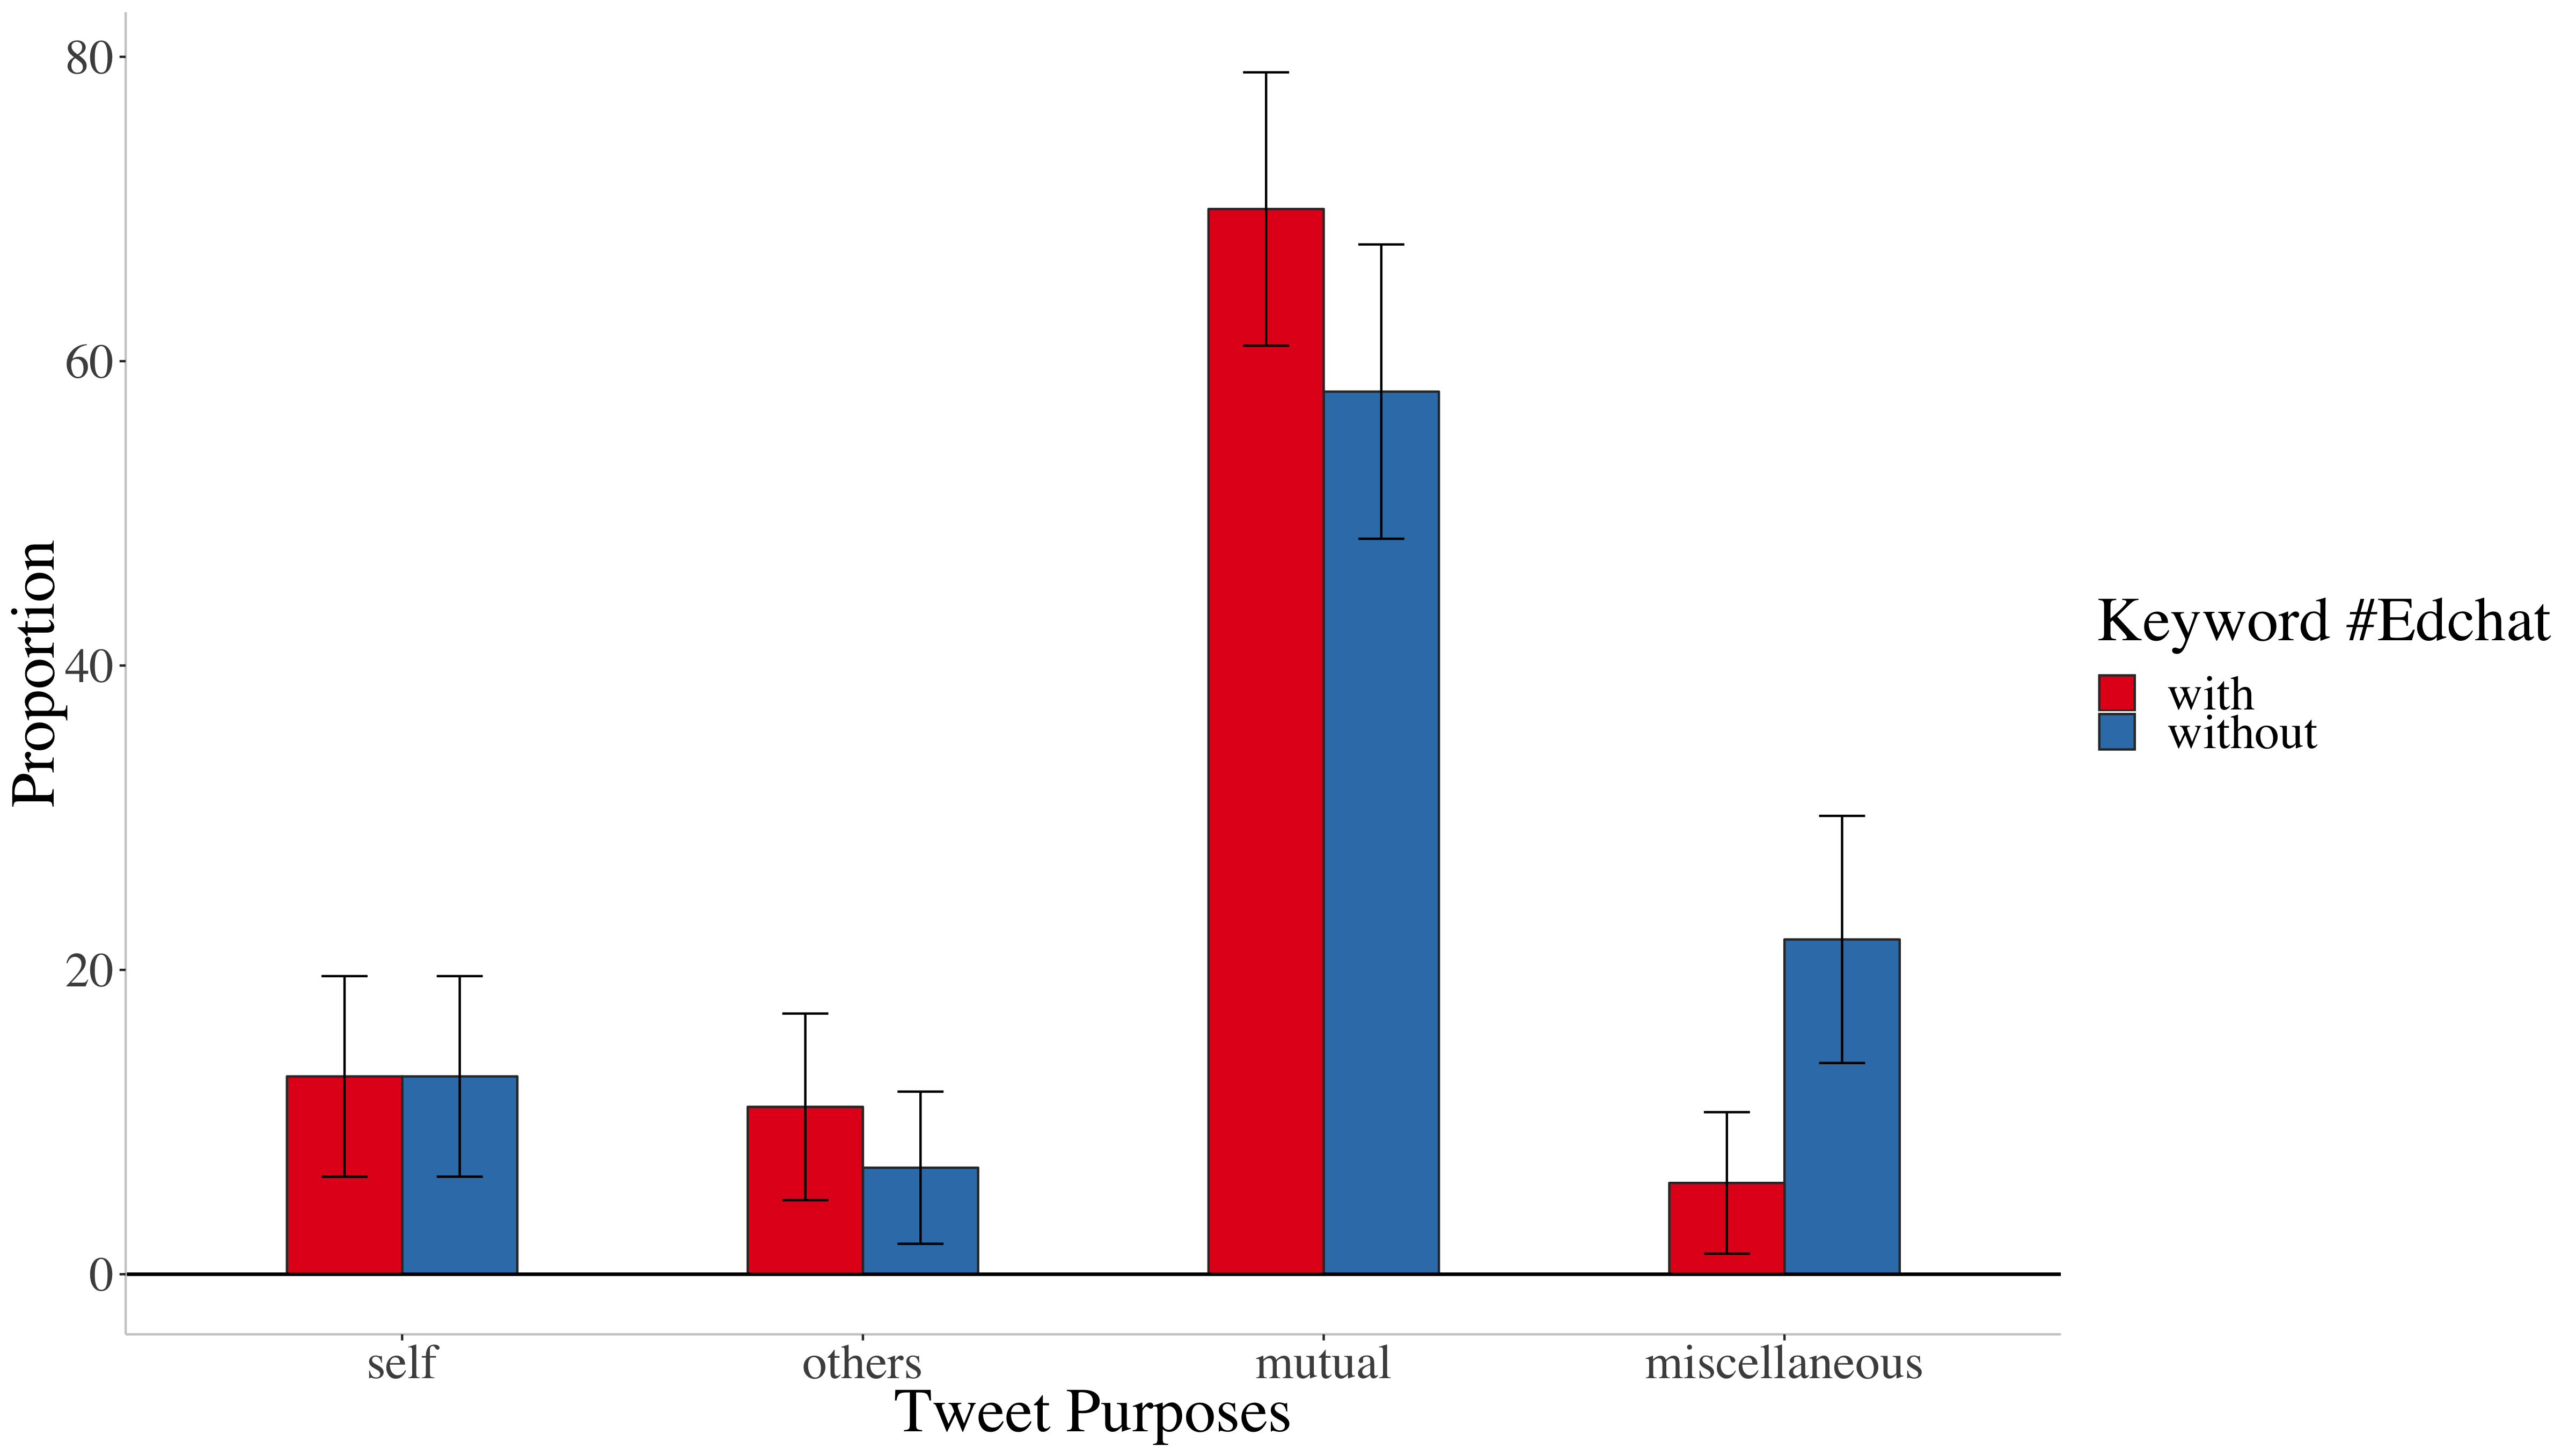 80
60
40
20
0
Proportion
self
others
mutual
miscellaneous
Tweet Purposes
Keyword #Edchat
with
without